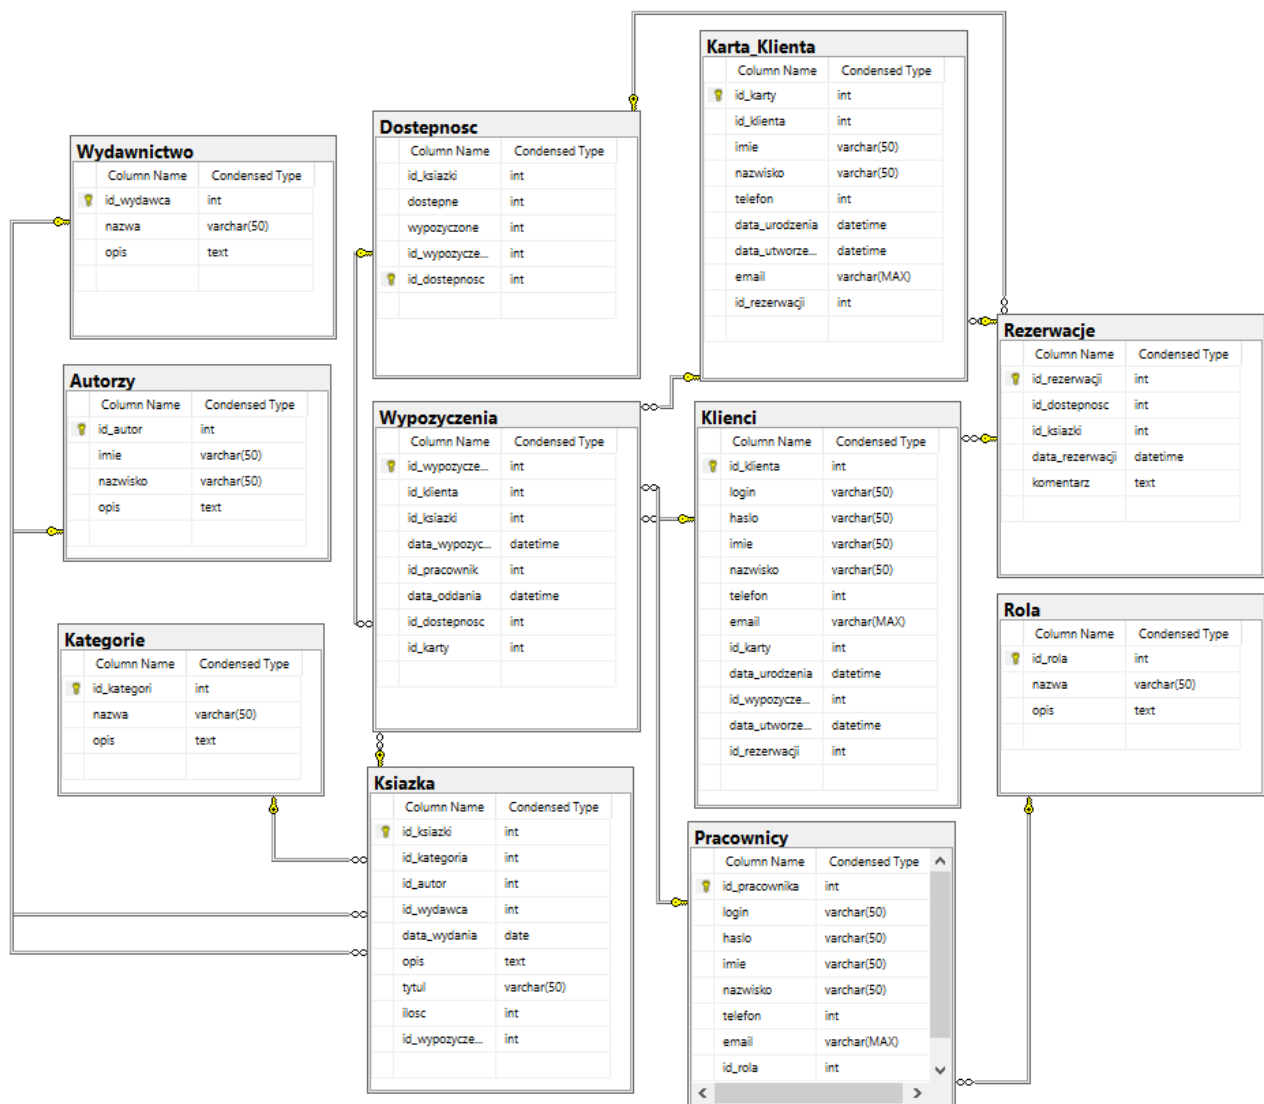 Karta_Klienta
Column Name Condensed Type
id_karty int
id_klienta int
imie varchar(50)
nazwisko varchar(50)
telefon int
data_urodzenia datetime
data_utworze... datetime
email varchar(MAX)
id_rezerwacji int
Dostepnosc
Column Name Condensed Type
id_ksiazki int
dostepne int
wypozyczone int
id_wypozycze... int
id_dostepnosc int
Wydawnictwo
Column Name Condensed Type
id_wydawca int
nazwa varchar(50)
opis text
Rezerwacje
Column Name Condensed Type
id_rezerwacji int
id_dostepnosc int
id_ksiazki int
data_rezerwacji datetime
komentarz text
Autorzy
Column Name Condensed Type
id_autor int
imie varchar(50)
nazwisko varchar(50)
opis text
Wypozyczenia
Column Name Condensed Type
id_wypozycze... int
id_klienta int
id_ksiazki int
data_wypozyc... datetime
id_pracownik int
data_oddania datetime
id_dostepnosc int
id_karty int
Klienci
Column Name Condensed Type
id_klienta int
login varchar(50)
haslo varchar(50)
imie varchar(50)
nazwisko varchar(50)
telefon int
email varchar(MAX)
id_karty int
data_urodzenia datetime
id_wypozycze... int
data_utworze... datetime
id_rezerwacji int
Rola
Column Name Condensed Type
id_rola int
nazwa varchar(50)
opis text
Kategorie
Column Name Condensed Type
id_kategori int
nazwa varchar(50)
opis text
Ksiazka
Column Name Condensed Type
id_ksiazki int
id_kategoria int
id_autor int
id_wydawca int
data_wydania date
opis text
tytul varchar(50)
ilosc int
id_wypozycze... int
Pracownicy
Column Name Condensed Type
id_pracownika int
login varchar(50)
haslo varchar(50)
imie varchar(50)
nazwisko varchar(50)
telefon int
email varchar(MAX)
id_rola int